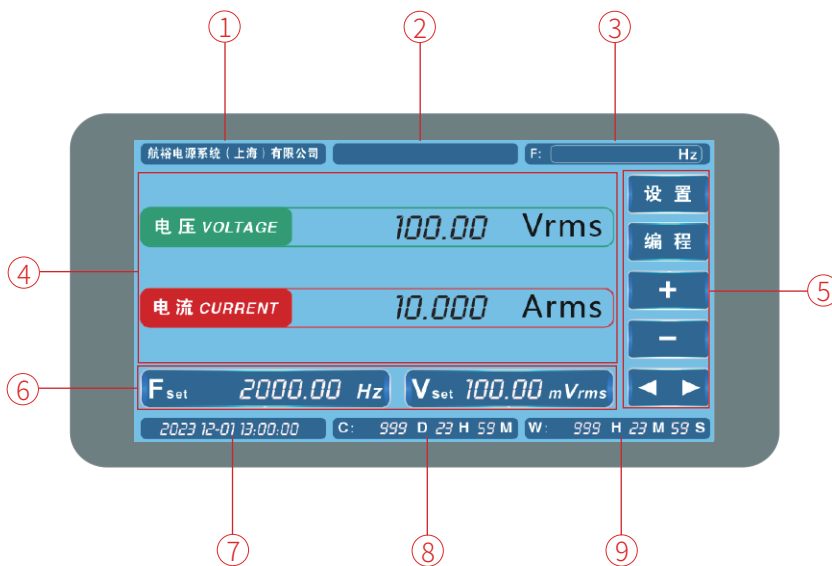 ① ② ③
航裕电源系统（上海）有限公司 F: Hz
设 置
电 压 VOLTAGE 100.00 Vrms
编 程
④ ⑤
+
电 流 CURRENT 10.000 Arms
−
⑥ Fset 2000.00 Hz Vset 100.00 mVrms ◀ ▶
2023 12-01 13:00:00 C: 999 D 23 H 59 M W: 999 H 23 M 59 S
⑦ ⑧ ⑨